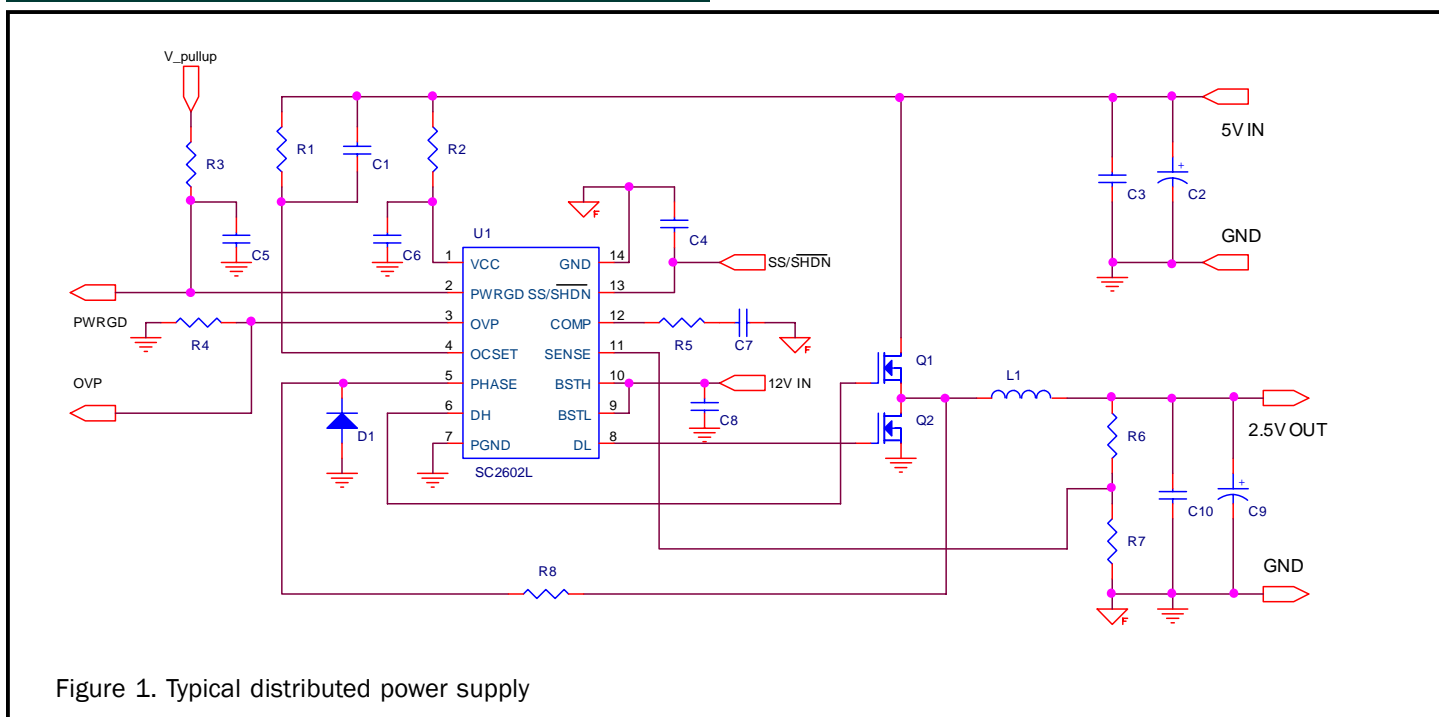 V_pullup
5V IN
R3
R1
C1
R2
C3
+
C2
F
C4
C5
C6
U1
GND
SS/SHDN
1 VCC GND 14
2 PWRGD SS/SHDN 13
3 OVP COMP 12
4 OCSET SENSE 11
5 PHASE BSTH 10
6 DH BSTL 9
7 PGND DL 8
SC2602L
PWRGD
R4
R5
C7
F
OVP
12V IN
C8
D1
Q1
Q2
L1
2.5V OUT
R6
C10
+
C9
R7
R8
GND
F
Figure 1. Typical distributed power supply